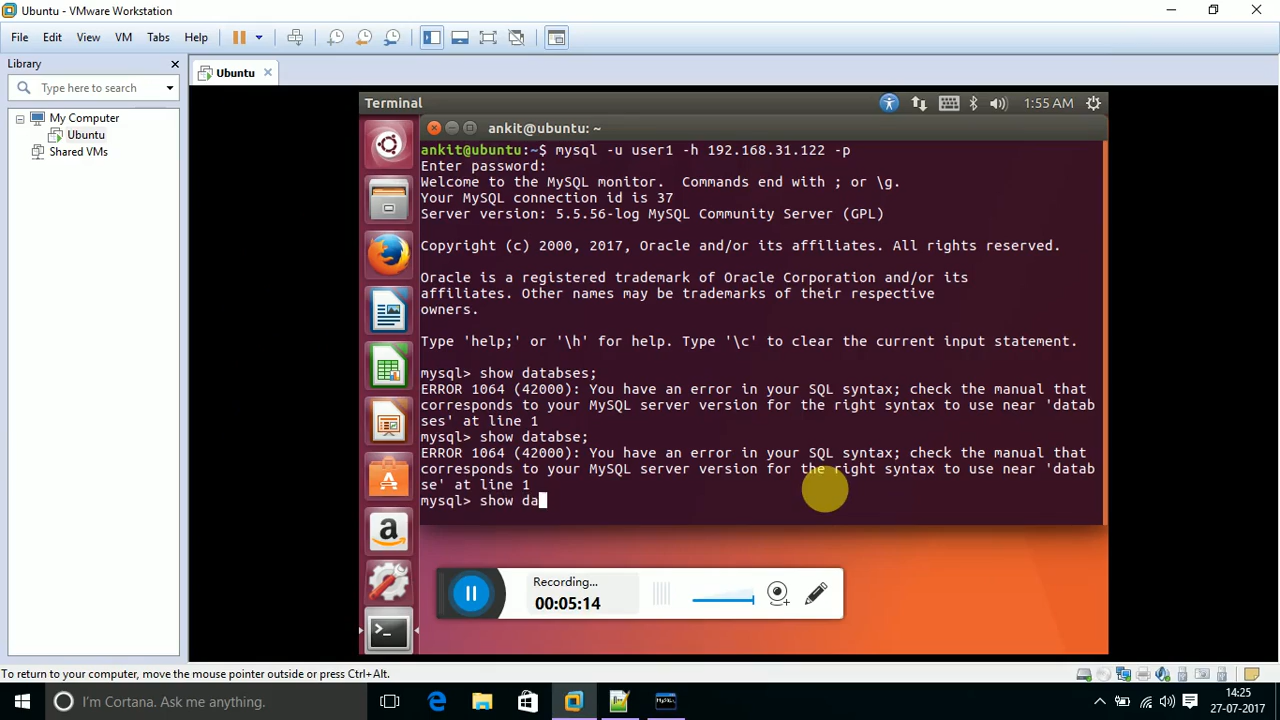 Ubuntu - VMware Workstation
File Edit View VM Tabs Help
Library
Type here to search
My Computer
Ubuntu
Shared VMs
Ubuntu
Terminal
1:55 AM
ankit@ubuntu: ~
ankit@ubuntu:~$ mysql -u user1 -h 192.168.31.122 -p
Enter password:
Welcome to the MySQL monitor.  Commands end with ; or \g.
Your MySQL connection id is 37
Server version: 5.5.56-log MySQL Community Server (GPL)
Copyright (c) 2000, 2017, Oracle and/or its affiliates. All rights reserved.
Oracle is a registered trademark of Oracle Corporation and/or its
affiliates. Other names may be trademarks of their respective
owners.
Type 'help;' or '\h' for help. Type '\c' to clear the current input statement.
mysql> show databses;
ERROR 1064 (42000): You have an error in your SQL syntax; check the manual that
corresponds to your MySQL server version for the right syntax to use near 'datab
ses' at line 1
mysql> show databse;
ERROR 1064 (42000): You have an error in your SQL syntax; check the manual that
corresponds to your MySQL server version for the right syntax to use near 'datab
se' at line 1
mysql> show da
Recording...
00:05:14
To return to your computer, move the mouse pointer outside or press Ctrl+Alt.
I'm Cortana. Ask me anything.
14:25
27-07-2017